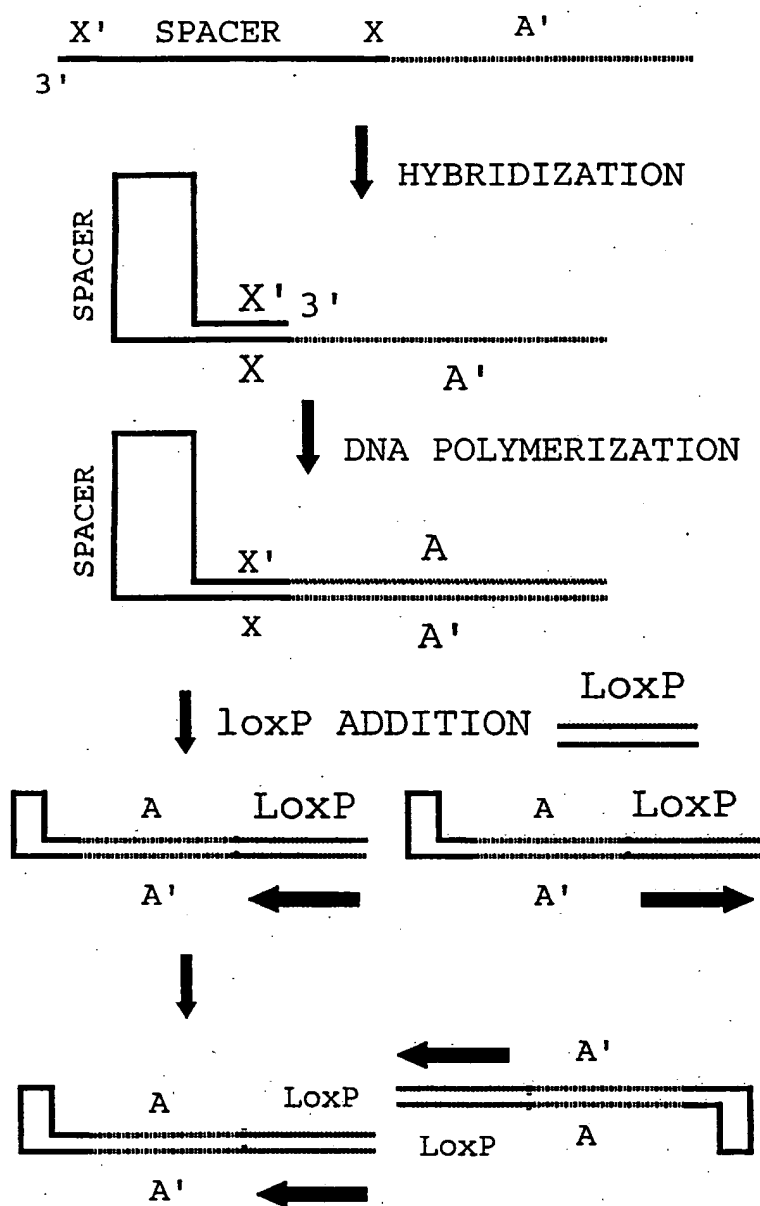 X' SPACER X A'
3'
HYBRIDIZATION
SPACER
X' 3'
X A'
DNA POLYMERIZATION
SPACER
X' A
X A'
LoxP
loxP ADDITION
A LoxP A LoxP
A' A'
A'
A LoxP
LoxP A
A'